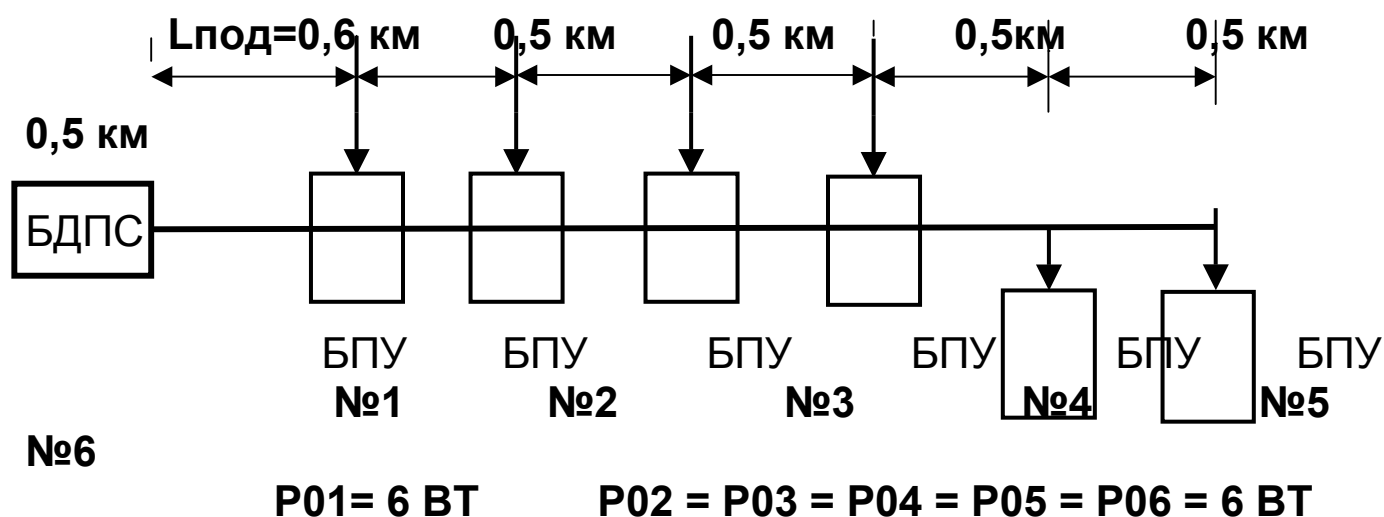 Lпод=0,6 км 0,5 км 0,5 км 0,5км 0,5 км
0,5 км
БДПС
БПУ БПУ БПУ БПУ БПУ БПУ
№1 №2 №3 №4 №5
№6
Р01= 6 ВТ Р02 = Р03 = Р04 = Р05 = Р06 = 6 ВТ